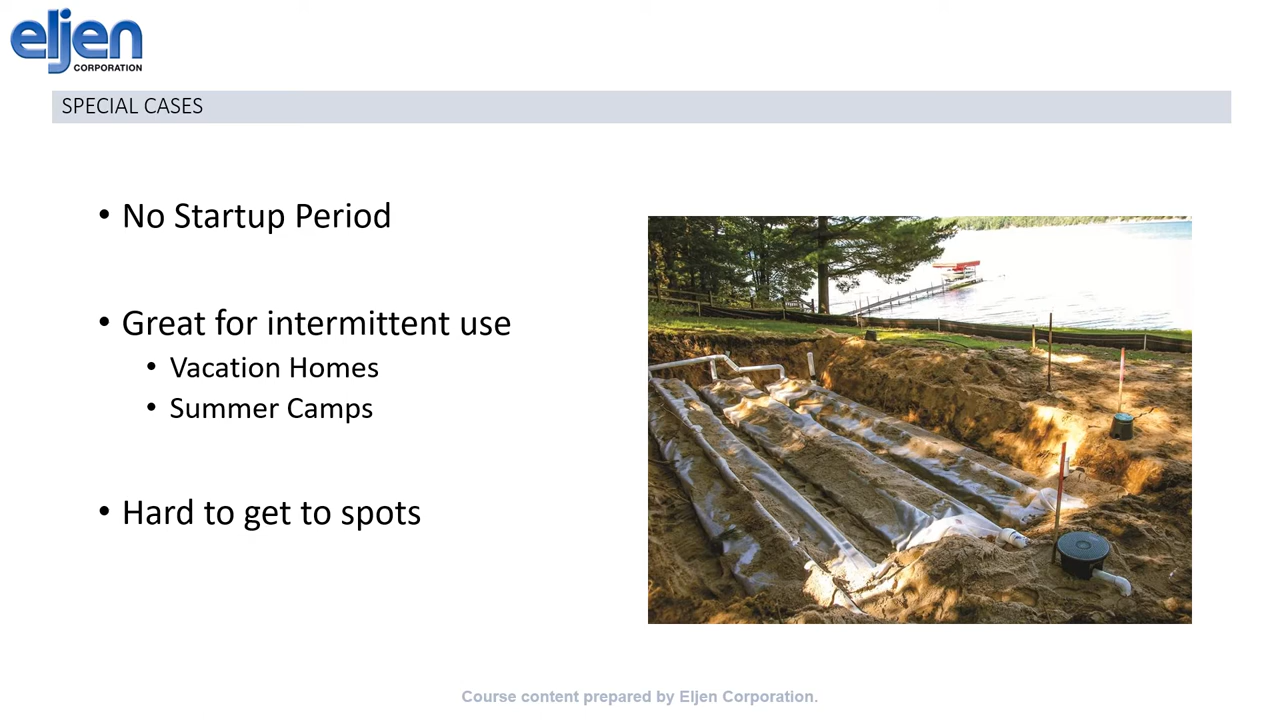 eljen
CORPORATION
SPECIAL CASES
• No Startup Period
• Great for intermittent use
• Vacation Homes
• Summer Camps
• Hard to get to spots
Course content prepared by Eljen Corporation.